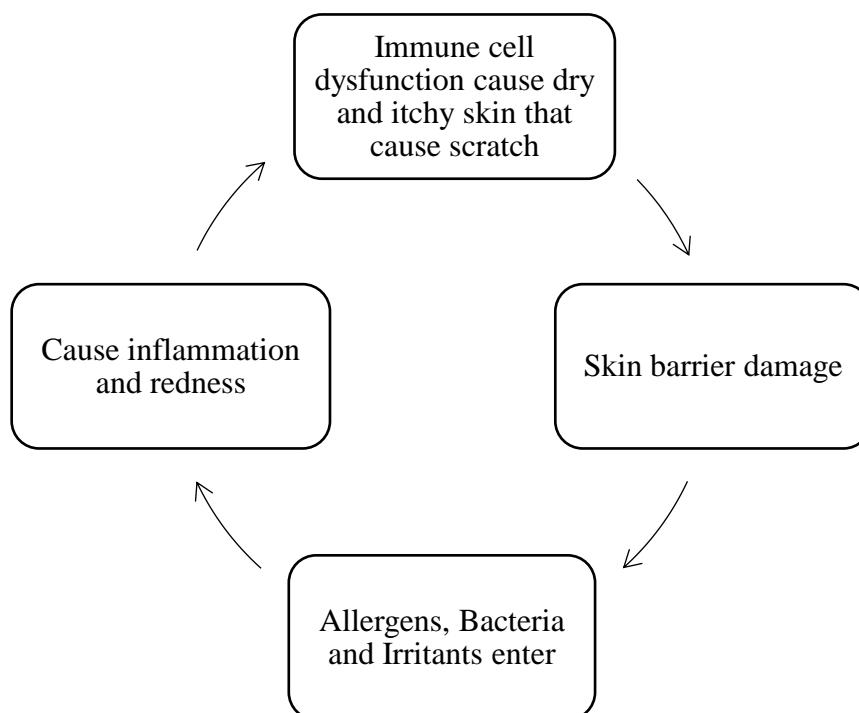 Immune cell
dysfunction cause dry
and itchy skin that
cause scratch
Skin barrier damage
Allergens, Bacteria
and Irritants enter
Cause inflammation
and redness